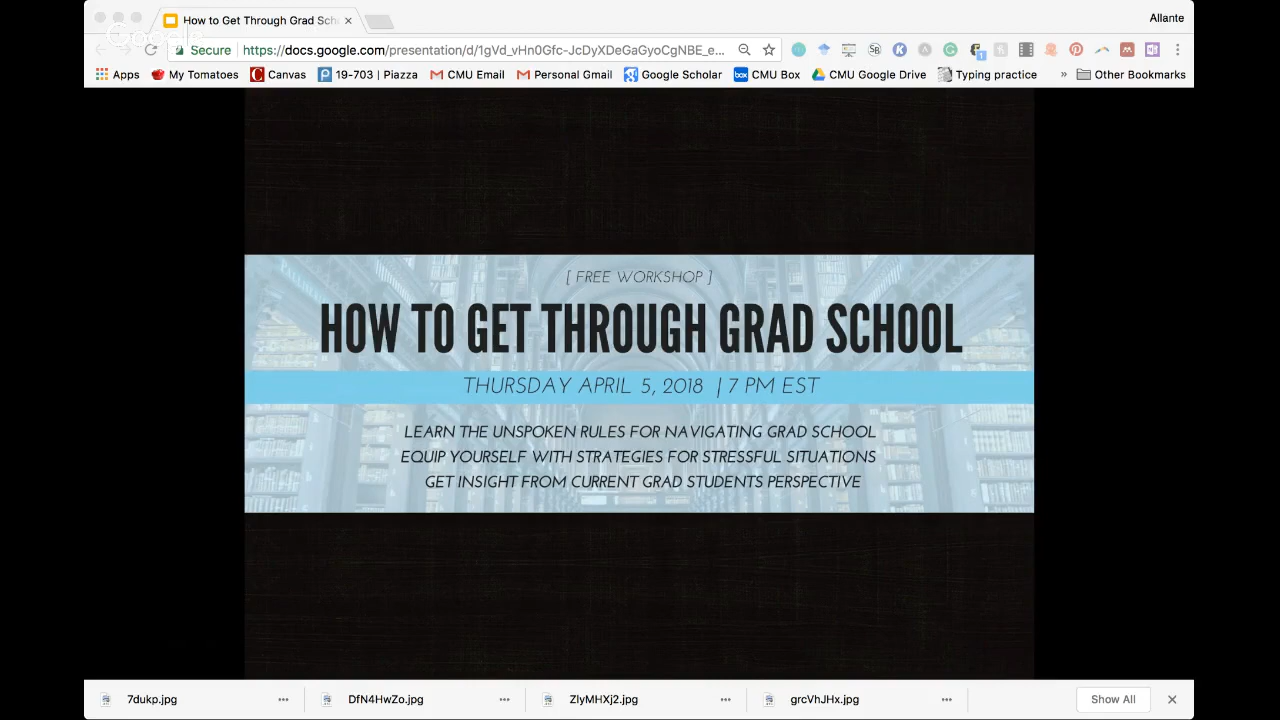 How to Get Through Grad Sch
Allante
Google
Secure https://docs.google.com/presentation/d/1gVd_vHn0Gfc-JcDyXDeGaGyoCgNBE_e...
Apps My Tomatoes Canvas 19-703 | Piazza CMU Email Personal Gmail Google Scholar CMU Box CMU Google Drive Typing practice » Other Bookmarks
[ FREE WORKSHOP ]
HOW TO GET THROUGH GRAD SCHOOL
THURSDAY APRIL 5, 2018 | 7 PM EST
LEARN THE UNSPOKEN RULES FOR NAVIGATING GRAD SCHOOL
EQUIP YOURSELF WITH STRATEGIES FOR STRESSFUL SITUATIONS
GET INSIGHT FROM CURRENT GRAD STUDENTS PERSPECTIVE
7dukp.jpg DfN4HwZo.jpg ZlyMHXj2.jpg grcVhJHx.jpg Show All